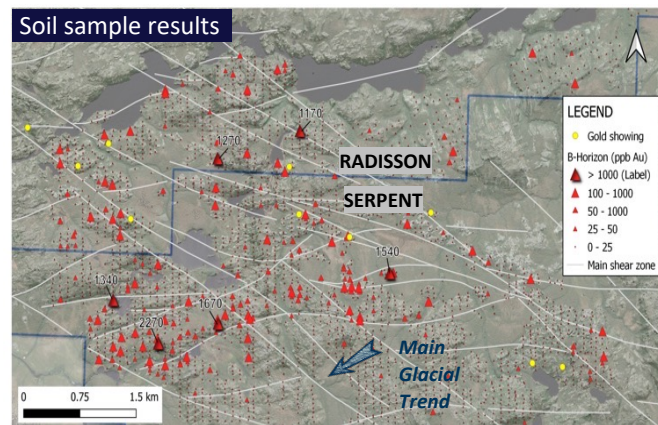 Soil sample results
1170
1270
RADISSON
SERPENT
1540
1340
1670
2270
Main
Glacial
Trend
LEGEND
Gold showing
B-Horizon (ppb Au)
> 1000 (Label)
100 - 1000
50 - 1000
25 - 50
0 - 25
Main shear zone
0 0.75 1.5 km